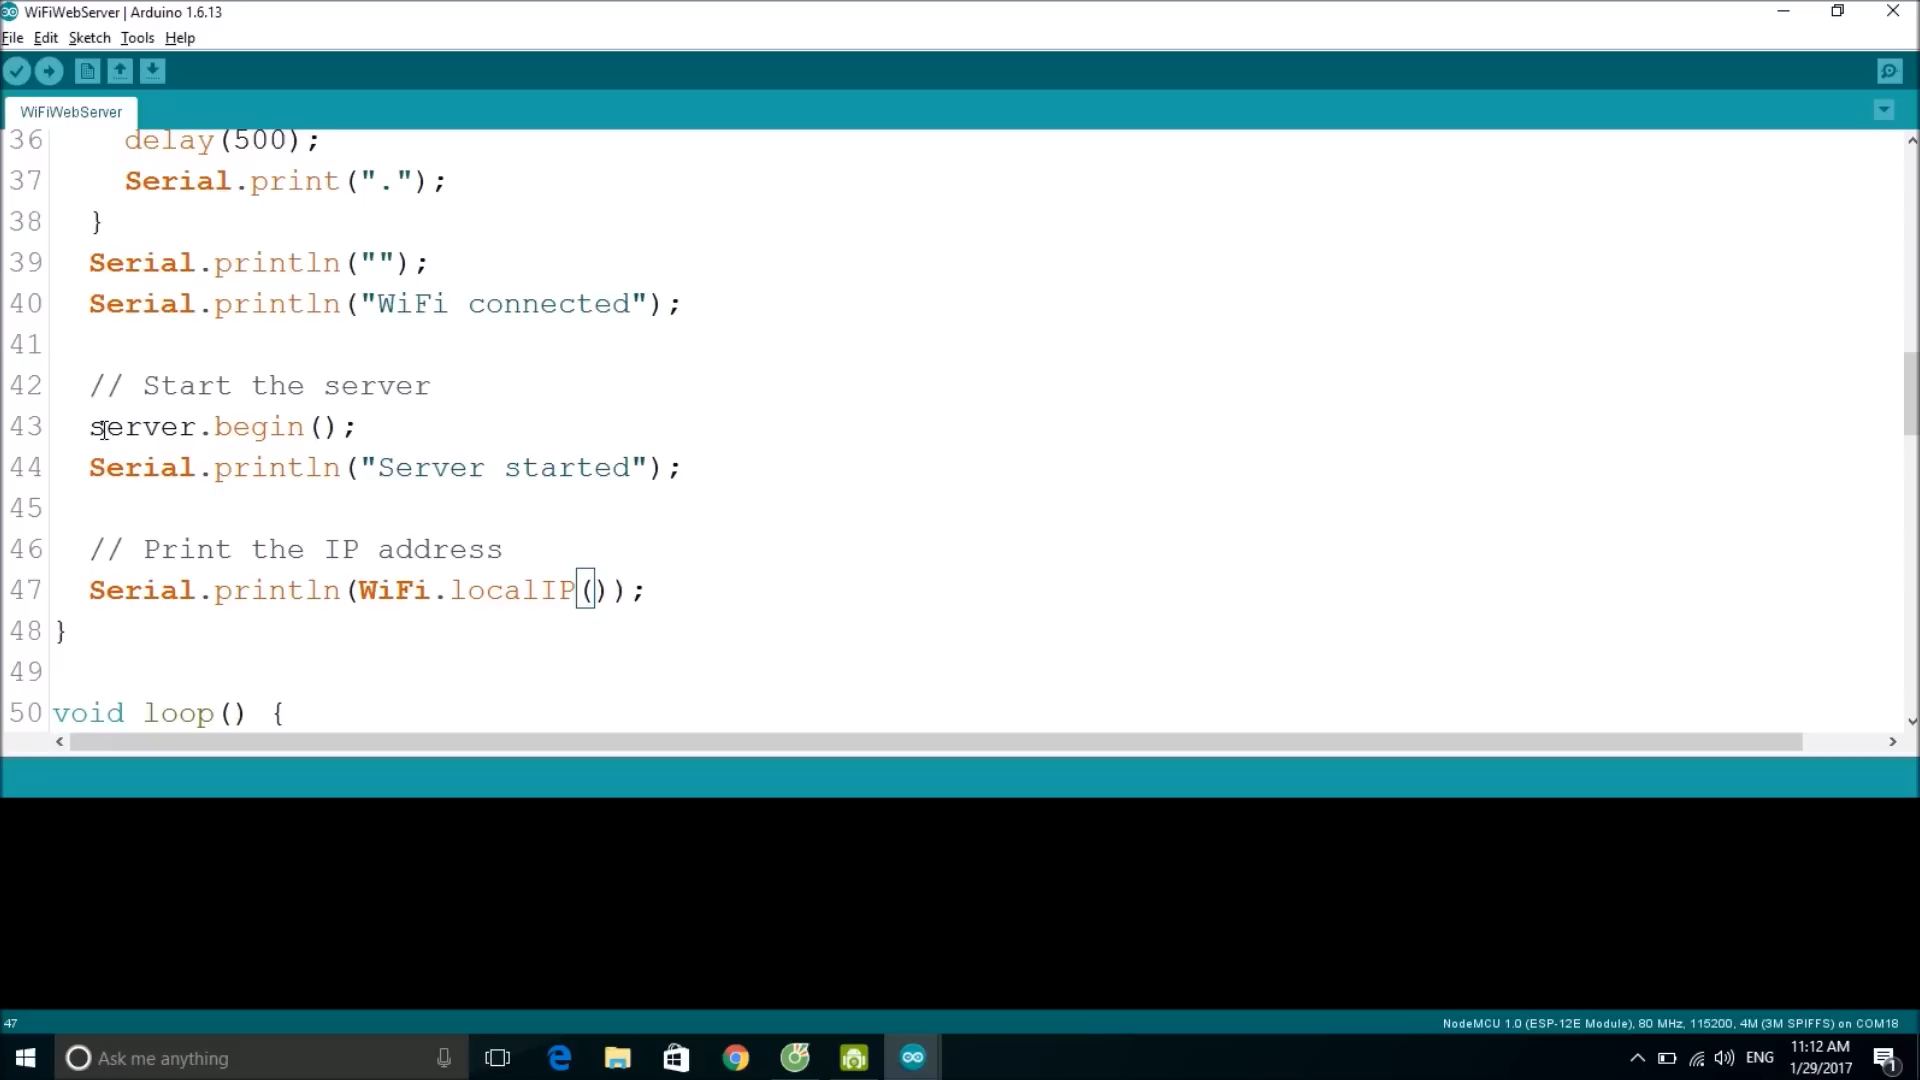 WiFiWebServer | Arduino 1.6.13
File Edit Sketch Tools Help
WiFiWebServer
36 delay(500);
37 Serial.print(".");
38 }
39 Serial.println("");
40 Serial.println("WiFi connected");
41
42 // Start the server
43 server.begin();
44 Serial.println("Server started");
45
46 // Print the IP address
47 Serial.println(WiFi.localIP());
48 }
49
50 void loop() {
47 NodeMCU 1.0 (ESP-12E Module), 80 MHz, 115200, 4M (3M SPIFFS) on COM18
Ask me anything
ENG
11:12 AM
1/29/2017
1